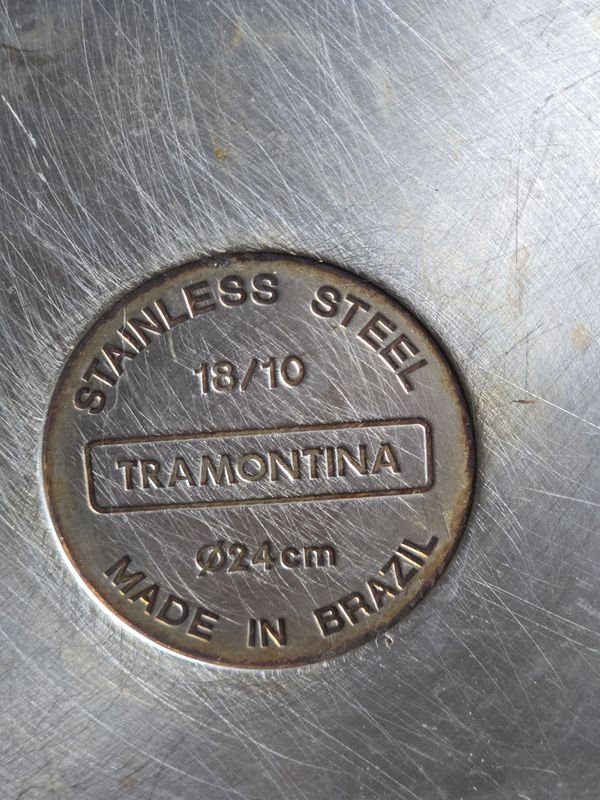 STAINLESS STEEL
18/10
TRAMONTINA
Ø24cm
MADE IN BRAZIL